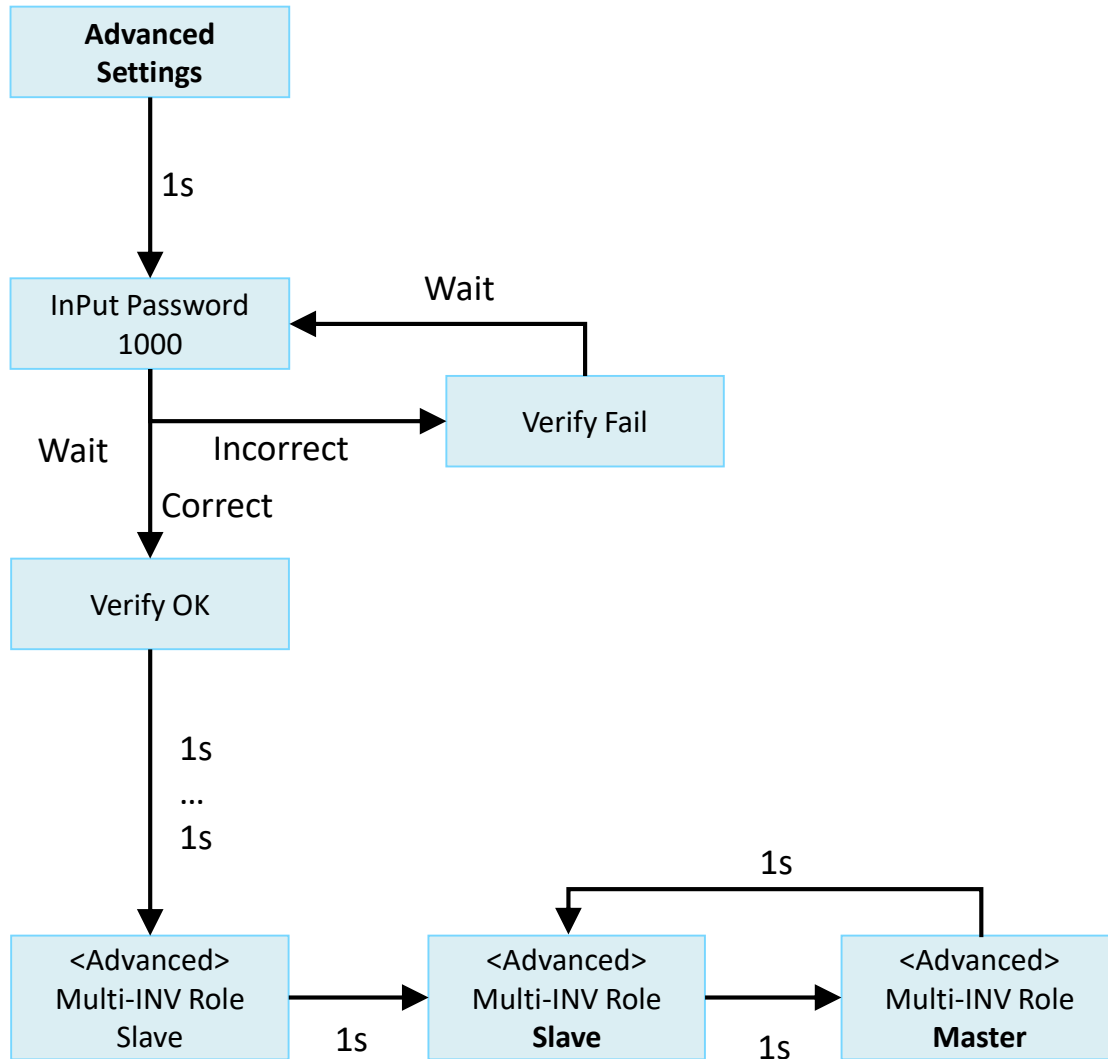 Advanced
Settings
1s
InPut Password
1000
Wait
Verify Fail
Wait
Incorrect
Correct
Verify OK
1s
...
1s
1s
<Advanced>
Multi-INV Role
Slave
1s
<Advanced>
Multi-INV Role
Slave
1s
<Advanced>
Multi-INV Role
Master